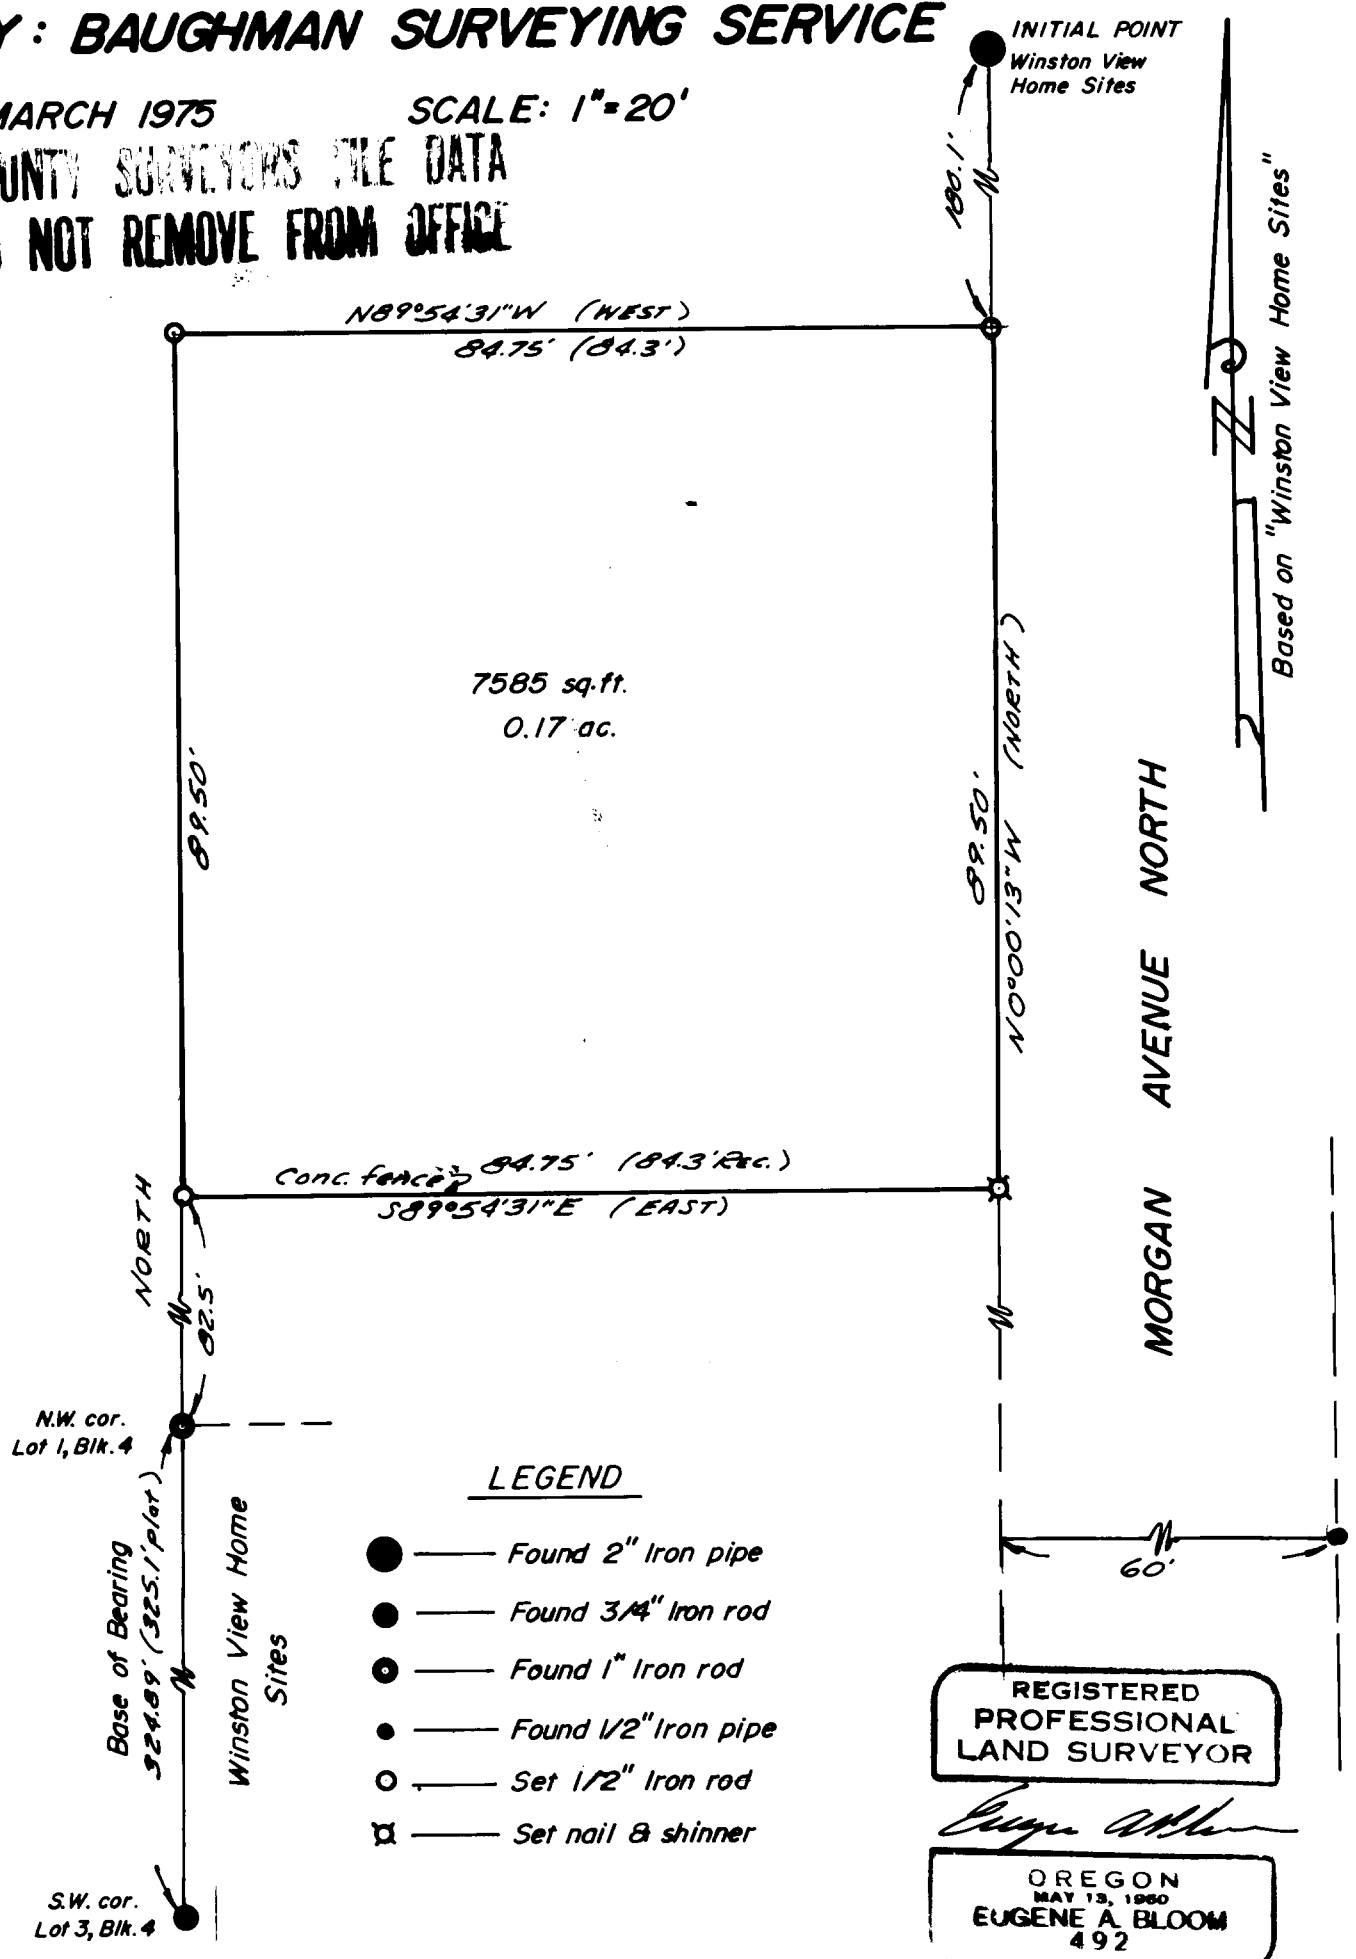 Y: BAUGHMAN SURVEYING SERVICE
MARCH 1975 SCALE: 1"=20'
OUNTY SURVEYORS FILE DATA
NOT REMOVE FROM OFFICE
INITIAL POINT
Winston View
Home Sites
180.1'
Based on "Winston View Home Sites"
N89°54'31"W (WEST)
84.75' (84.3')
7585 sq.ft.
0.17 ac.
89.50'
89.50'
N0°00'13"W (NORTH)
MORGAN AVENUE NORTH
Conc. fence 84.75' (84.3'Rec.)
S89°54'31"E (EAST)
NORTH
82.5'
N.W. cor.
Lot 1, Blk. 4
Base of Bearing
324.89' (325.1' plat)
Winston View Home
Sites
S.W. cor.
Lot 3, Blk. 4
60'
LEGEND
Found 2" Iron pipe
Found 3/4" Iron rod
Found 1" Iron rod
Found 1/2" Iron pipe
Set 1/2" Iron rod
Set nail & shinner
REGISTERED
PROFESSIONAL
LAND SURVEYOR
OREGON
MAY 13, 1960
EUGENE A. BLOOM
492